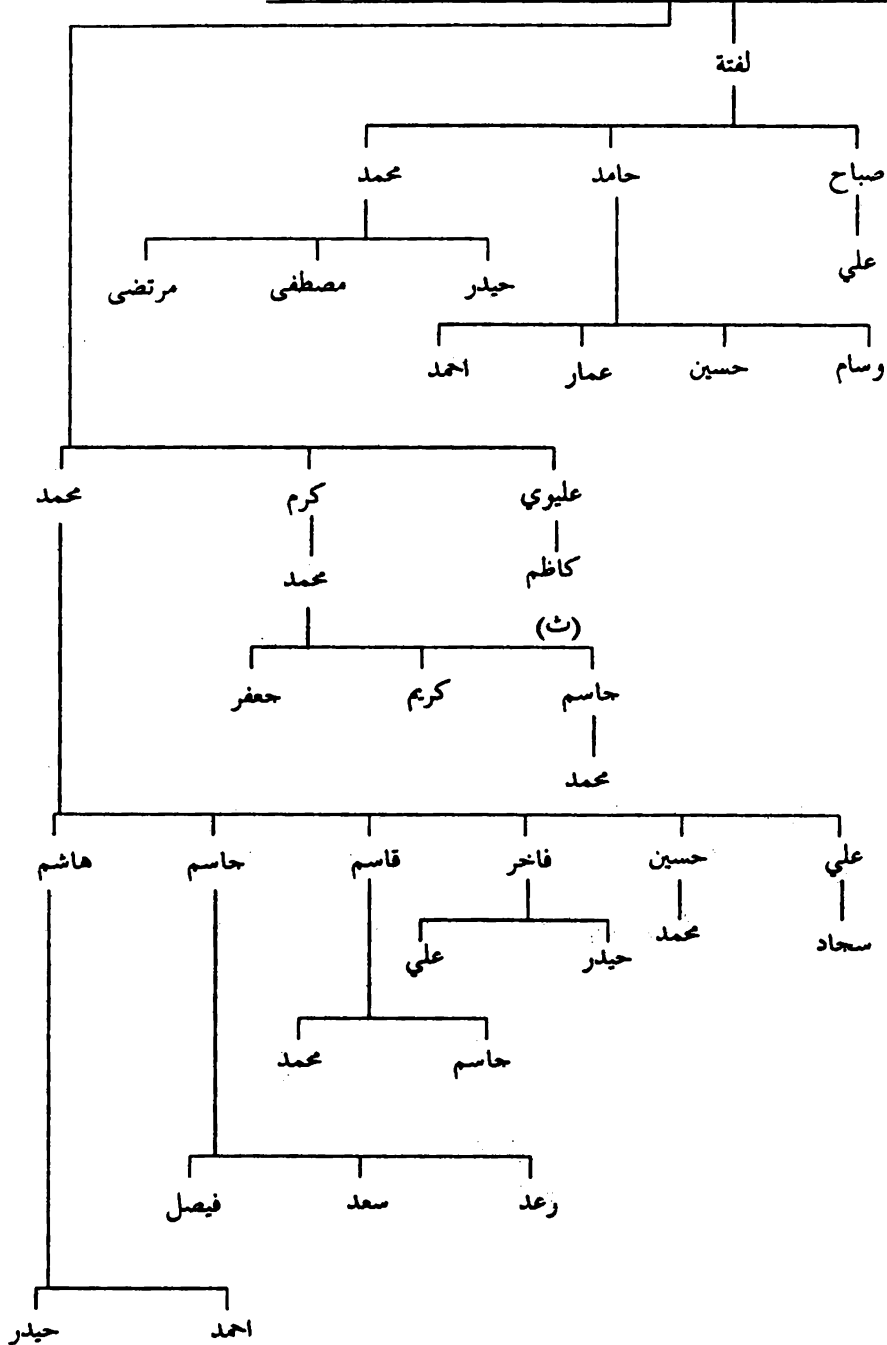 لفتة
صباح حامد محمد
علي
حيدر مصطفى مرتضى
وسام حسين عمار احمد
عليوي كرم محمد
كاظم محمد
(ث)
جاسم كريم جعفر
محمد
علي حسين فاخر قاسم جاسم هاشم
سجاد محمد حيدر علي
جاسم محمد
رعد سعد فيصل
احمد حيدر